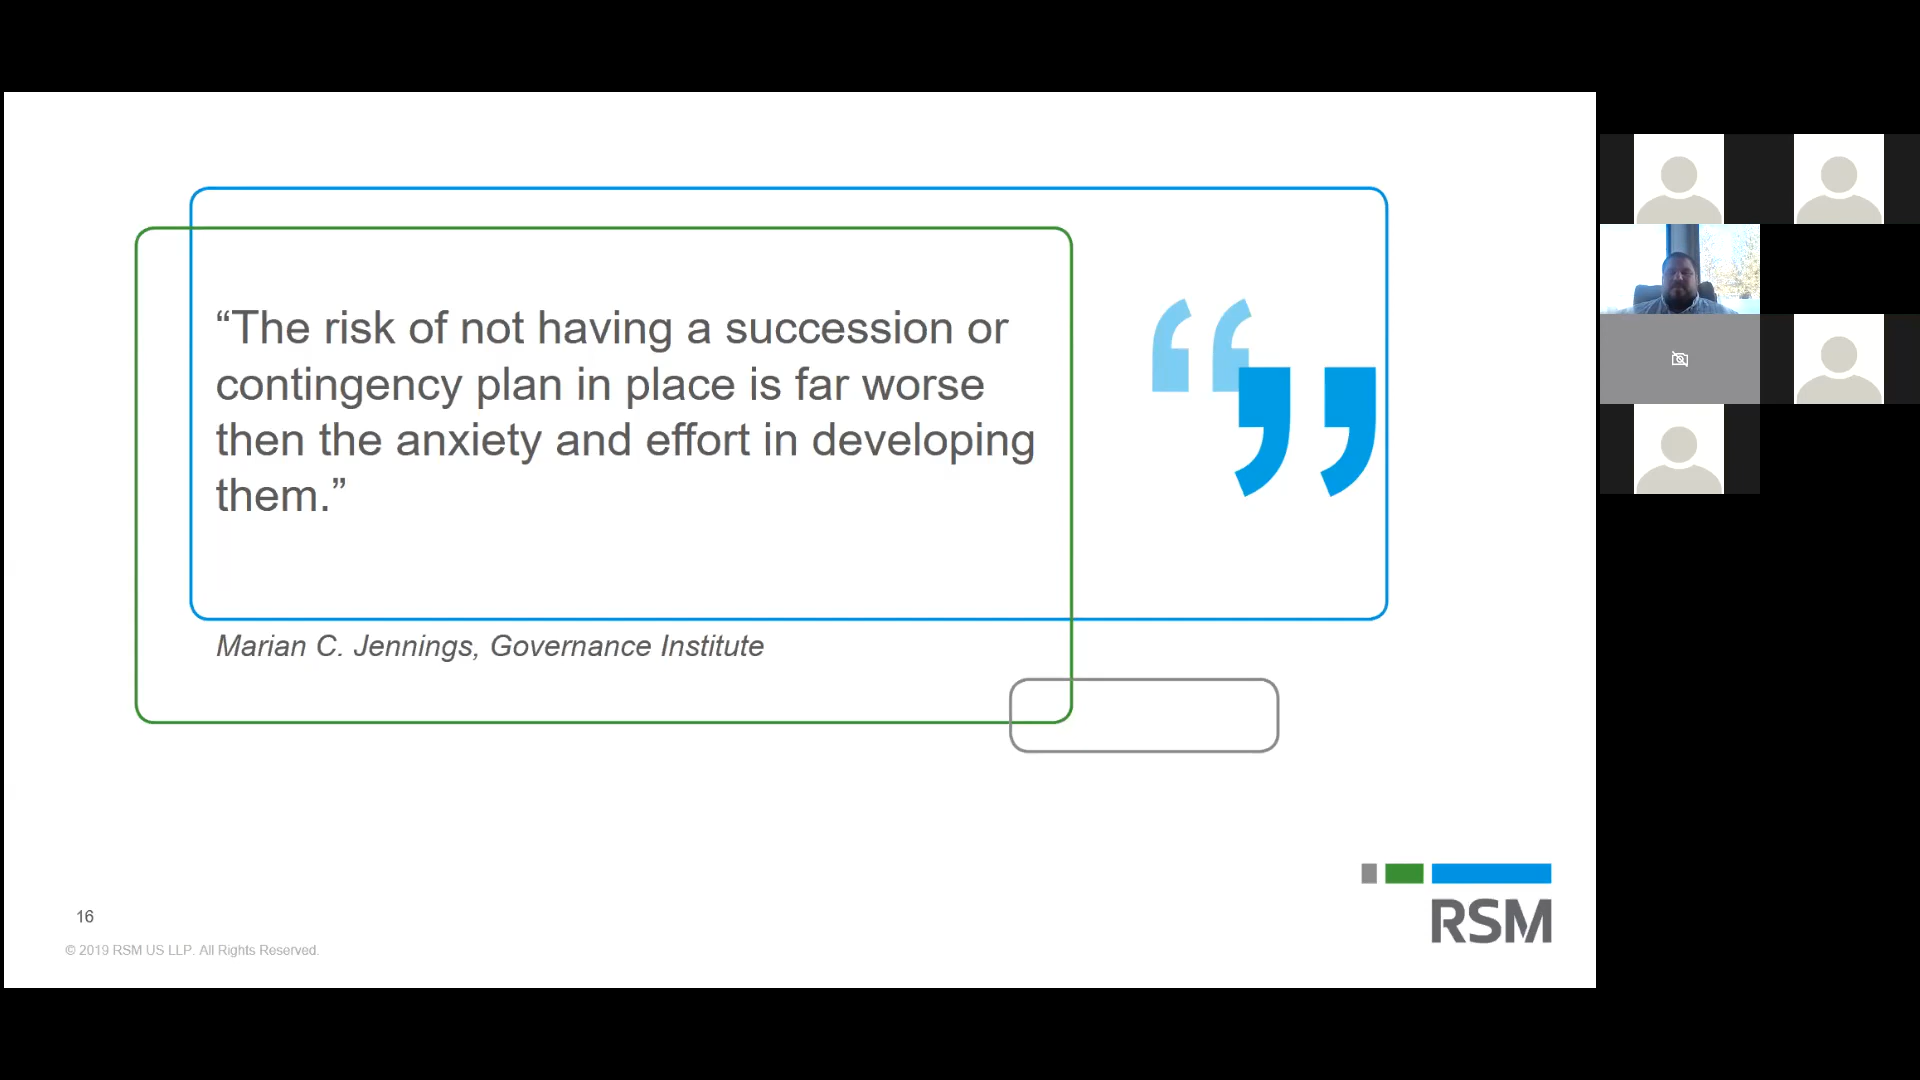 “The risk of not having a succession or
contingency plan in place is far worse
then the anxiety and effort in developing
them.”
Marian C. Jennings, Governance Institute
16
© 2019 RSM US LLP. All Rights Reserved.
RSM